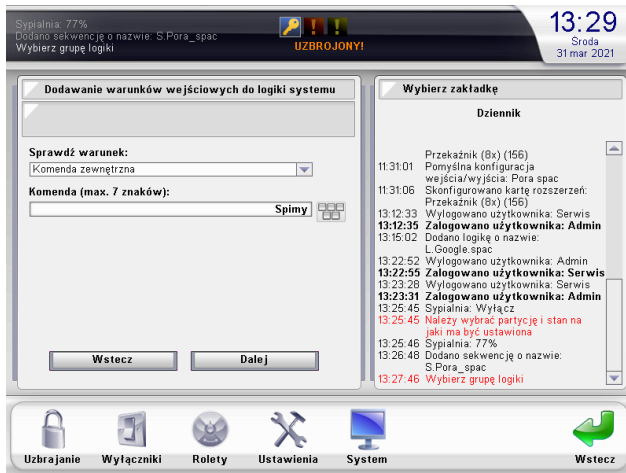 Sypialnia: 77%
Dodano sekwencję o nazwie: S.Pora_spac
Wybierz grupę logiki
UZBROJONY!
13:29
Środa
31 mar 2021
Dodawanie warunków wejściowych do logiki systemu
Sprawdź warunek:
Komenda zewnętrzna
Komenda (max. 7 znaków):
Spimy
Wstecz
Dalej
Wybierz zakładkę
Dziennik
Przekaźnik (8x) (156)
11:31:01 Pomyślna konfiguracja
wejścia/wyjścia: Pora spac
11:31:06 Skonfigurowano kartę rozszerzeń:
Przekaźnik (8x) (156)
13:12:33 Wylogowano użytkownika: Serwis
13:12:35 Zalogowano użytkownika: Admin
13:15:02 Dodano logikę o nazwie:
L.Google.spac
13:22:52 Wylogowano użytkownika: Admin
13:22:55 Zalogowano użytkownika: Serwis
13:23:28 Wylogowano użytkownika: Serwis
13:23:31 Zalogowano użytkownika: Admin
13:25:45 Sypialnia: Wyłącz
13:25:45 Należy wybrać partycję i stan na
jaki ma być ustawiona
13:25:46 Sypialnia: 77%
13:26:48 Dodano sekwencję o nazwie:
S.Pora_spac
13:27:46 Wybierz grupę logiki
Uzbrajanie
Wyłączniki
Rolety
Ustawienia
System
Wstecz